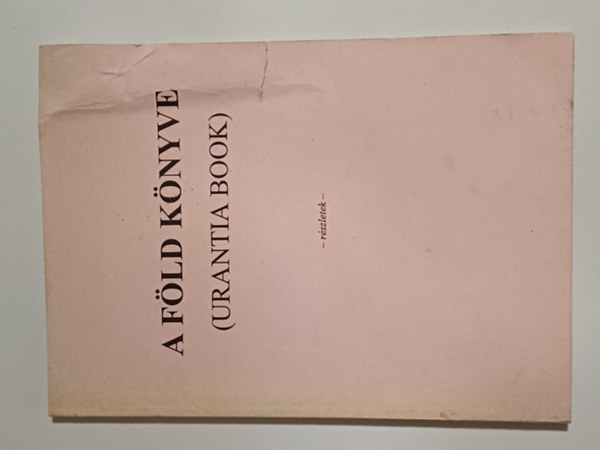 A FÖLD KÖNYVE
(URANTIA BOOK)
– részletek –